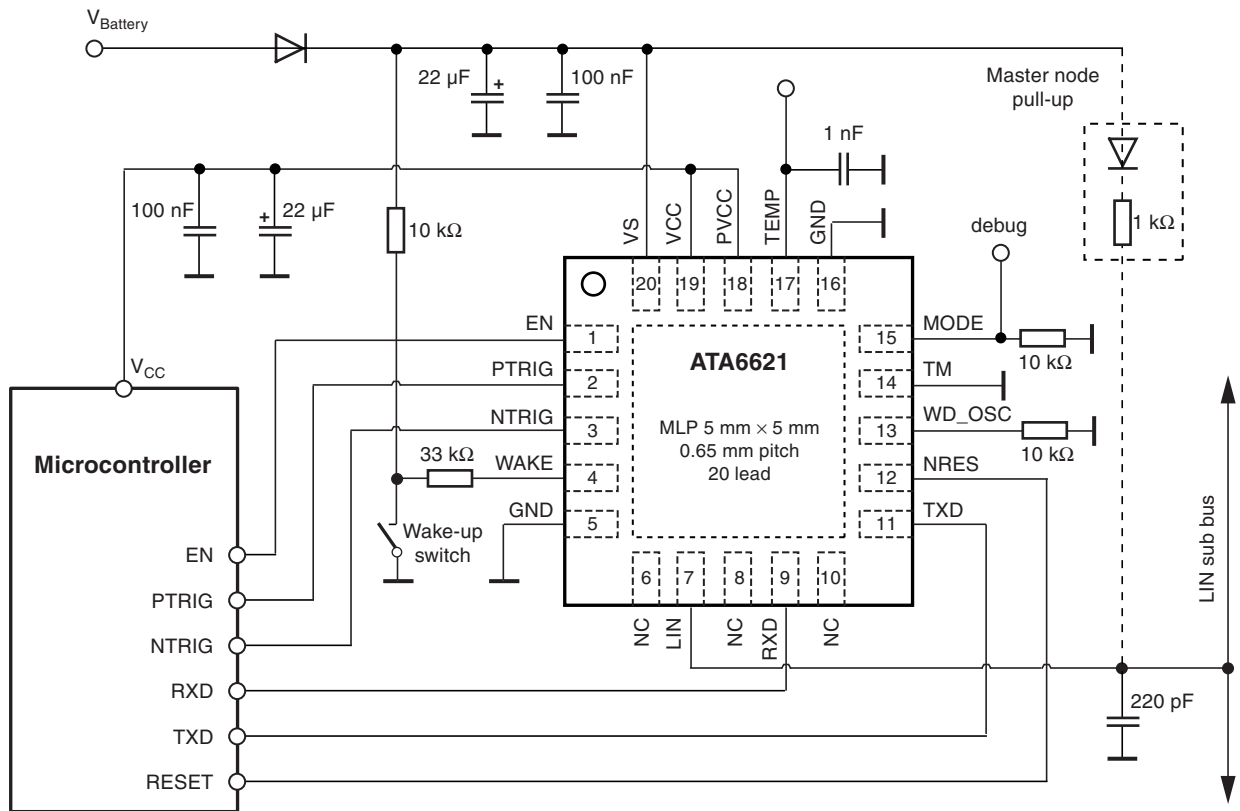 V_Battery
22 µF
+
100 nF
Master node
pull-up
1 nF
100 nF
+
22 µF
10 kΩ
VS
VCC
PVCC
TEMP
GND
debug
1 kΩ
20
19
18
17
16
EN
1
PTRIG
2
NTRIG
3
33 kΩ
WAKE
4
GND
5
ATA6621
MLP 5 mm × 5 mm
0.65 mm pitch
20 lead
15
MODE
10 kΩ
14
TM
13
WD_OSC
10 kΩ
12
NRES
11
TXD
V_CC
Microcontroller
Wake-up
switch
6
7
8
9
10
NC
LIN
NC
RXD
NC
EN
PTRIG
NTRIG
RXD
TXD
RESET
220 pF
LIN sub bus